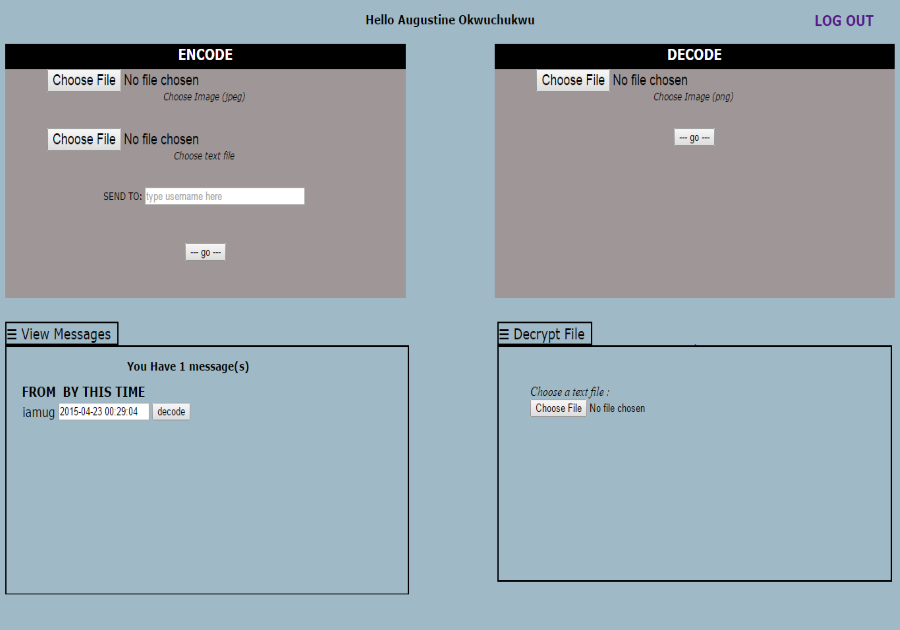 Hello Augustine Okwuchukwu
LOG OUT
ENCODE
Choose File No file chosen
Choose Image (jpeg)
Choose File No file chosen
Choose text file
SEND TO: type username here
--- go ---
DECODE
Choose File No file chosen
Choose Image (png)
--- go ---
☰ View Messages
You Have 1 message(s)
FROM BY THIS TIME
iamug 2015-04-23 00:29:04 decode
☰ Decrypt File
Choose a text file :
Choose File No file chosen